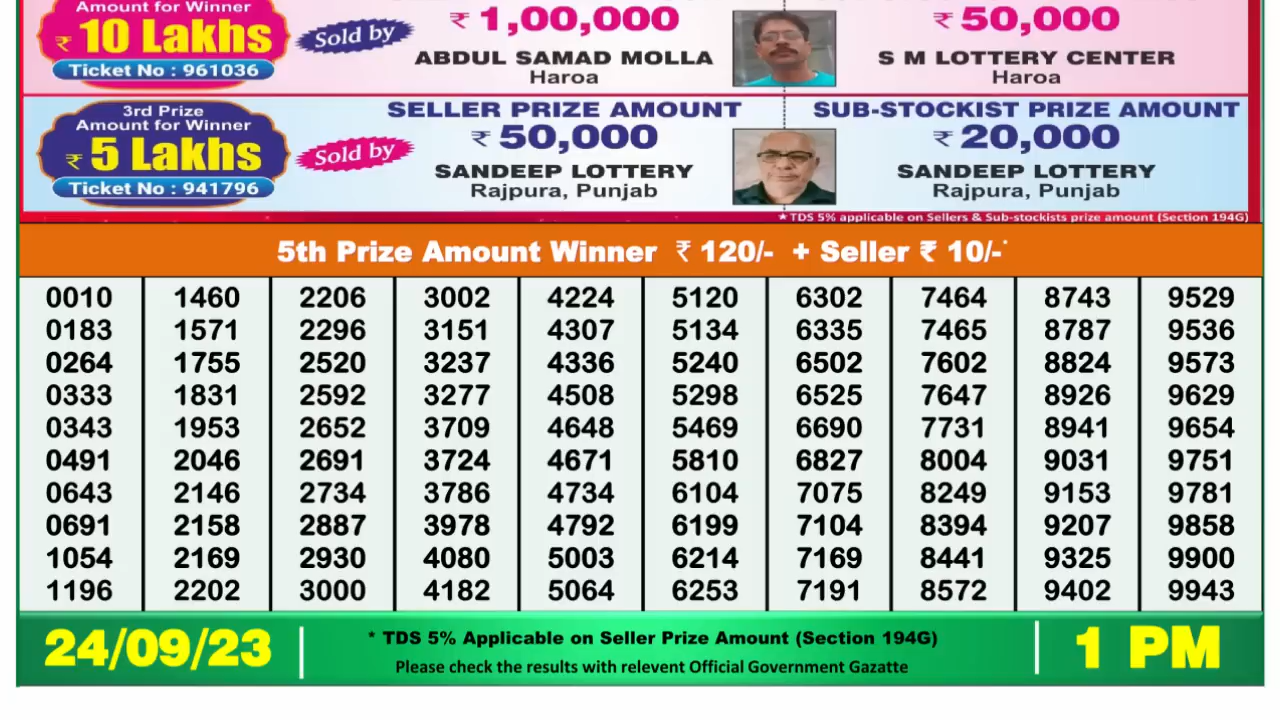 Amount for Winner
₹ 10 Lakhs
Ticket No : 961036
Sold by
₹ 1,00,000
ABDUL SAMAD MOLLA
Haroa
₹ 50,000
S M LOTTERY CENTER
Haroa
3rd Prize
Amount for Winner
₹ 5 Lakhs
Ticket No : 941796
Sold by
SELLER PRIZE AMOUNT
₹ 50,000
SANDEEP LOTTERY
Rajpura, Punjab
SUB-STOCKIST PRIZE AMOUNT
₹ 20,000
SANDEEP LOTTERY
Rajpura, Punjab
★ TDS 5% applicable on Sellers & Sub-stockists prize amount (Section 194G)
5th Prize Amount Winner ₹ 120/- + Seller ₹ 10/-*
0010 1460 2206 3002 4224 5120 6302 7464 8743 9529
0183 1571 2296 3151 4307 5134 6335 7465 8787 9536
0264 1755 2520 3237 4336 5240 6502 7602 8824 9573
0333 1831 2592 3277 4508 5298 6525 7647 8926 9629
0343 1953 2652 3709 4648 5469 6690 7731 8941 9654
0491 2046 2691 3724 4671 5810 6827 8004 9031 9751
0643 2146 2734 3786 4734 6104 7075 8249 9153 9781
0691 2158 2887 3978 4792 6199 7104 8394 9207 9858
1054 2169 2930 4080 5003 6214 7169 8441 9325 9900
1196 2202 3000 4182 5064 6253 7191 8572 9402 9943
24/09/23
* TDS 5% Applicable on Seller Prize Amount (Section 194G)
Please check the results with relevent Official Government Gazatte
1 PM